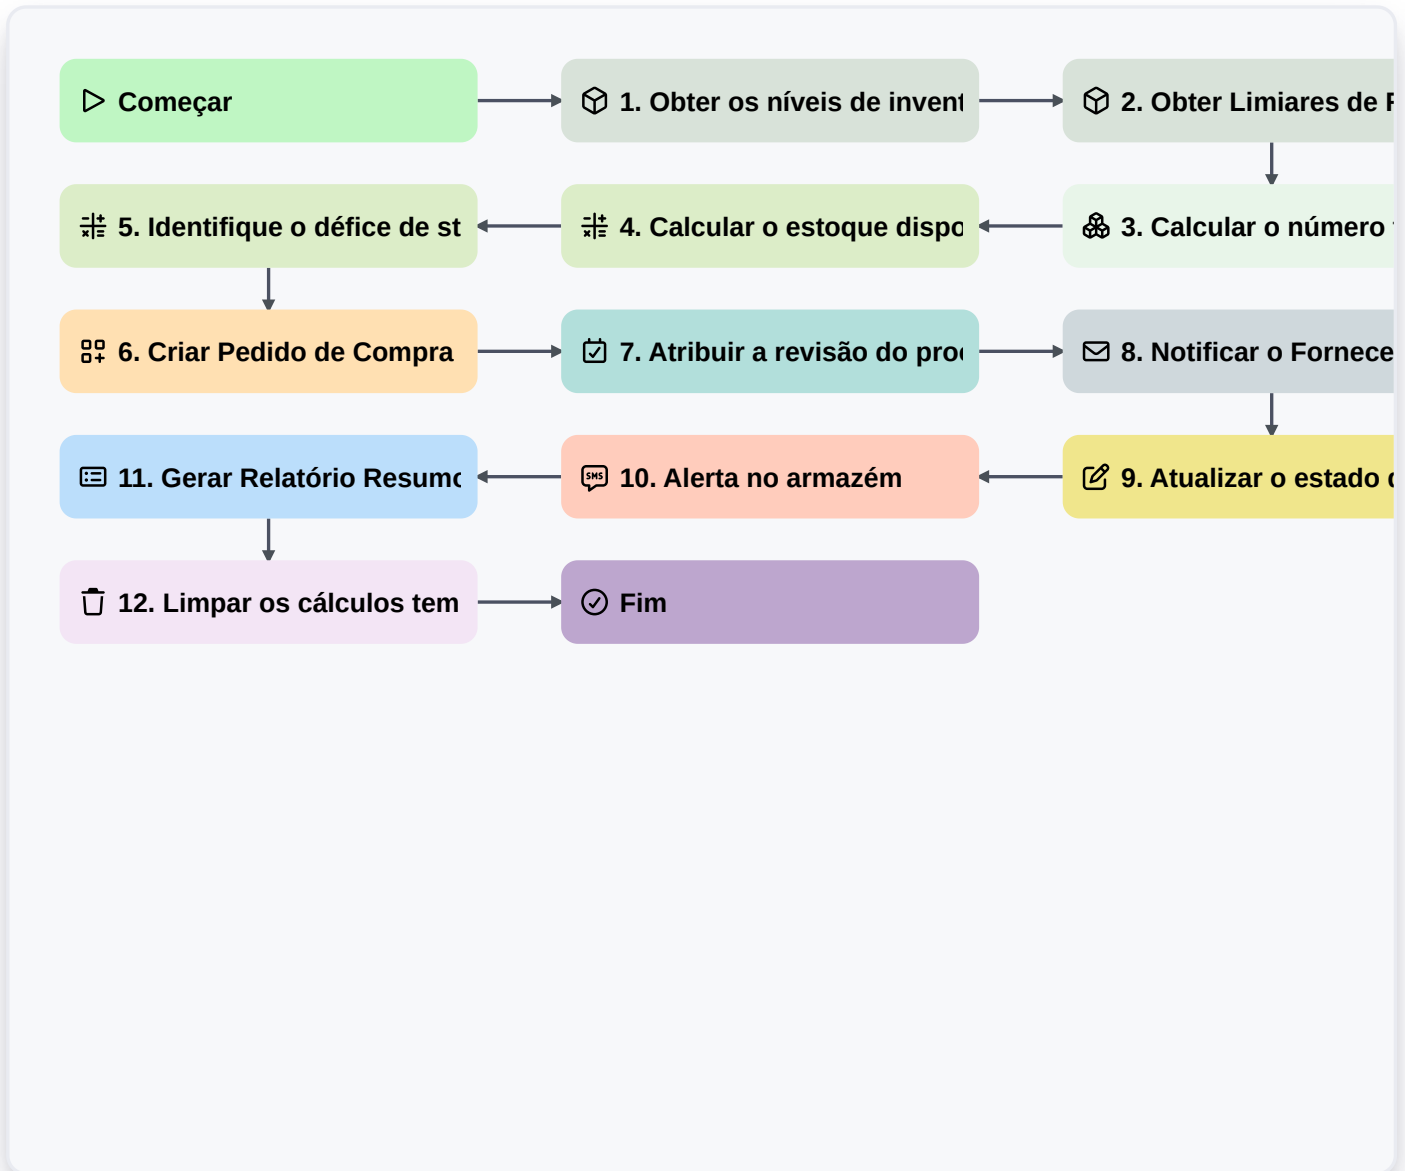 Começar
1. Obter os níveis de invent
2. Obter Limiares de
5. Identifique o défice de st
4. Calcular o estoque dispo
3. Calcular o número
6. Criar Pedido de Compra
7. Atribuir a revisão do
8. Notificar o Fornece
11. Gerar Relatório Resumo
10. Alerta no armazém
9. Atualizar o estado
12. Limpar os cálculos tem
Fim
SMS